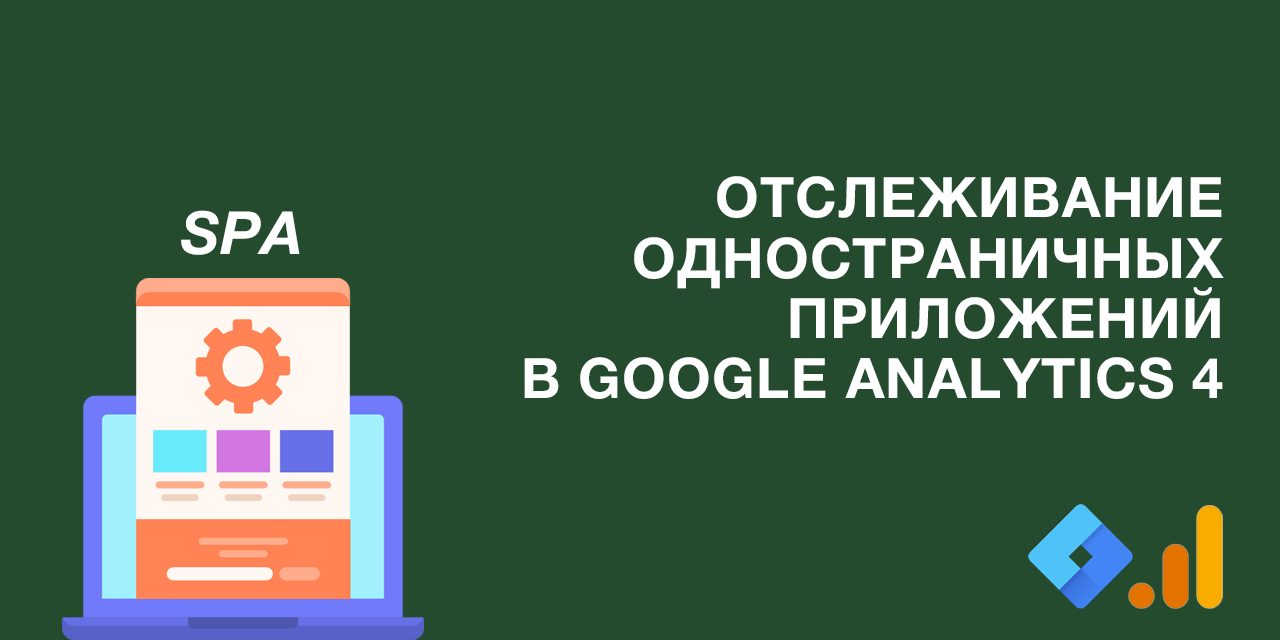 SPA
ОТСЛЕЖИВАНИЕ
ОДНОСТРАНИЧНЫХ
ПРИЛОЖЕНИЙ
В GOOGLE ANALYTICS 4